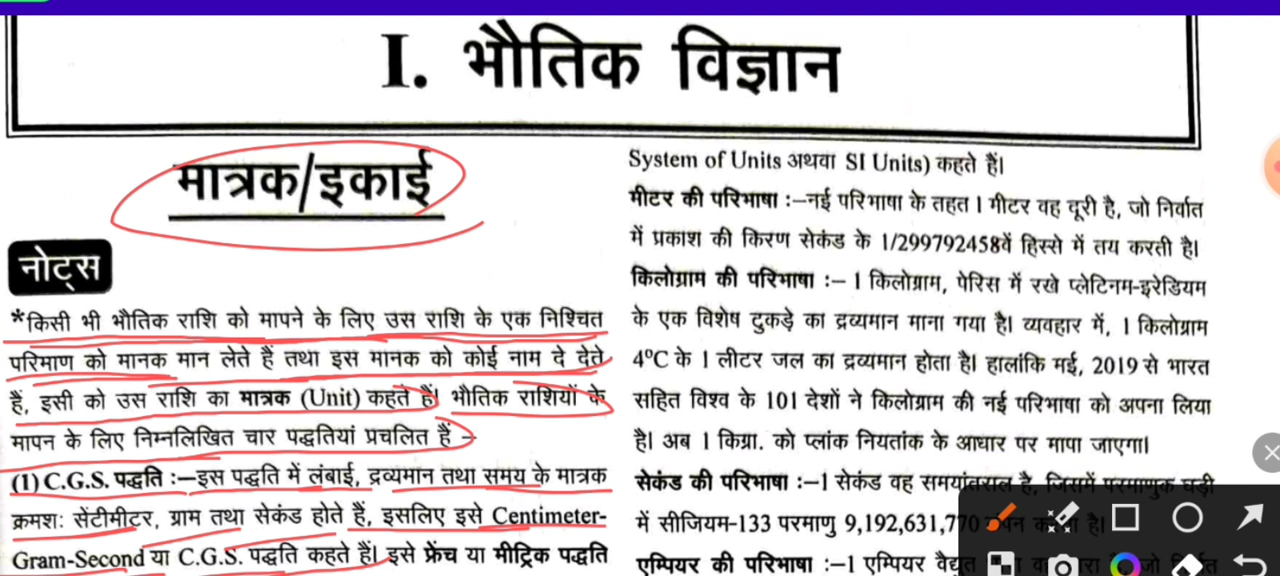 I. भौतिक विज्ञान
मात्रक/इकाई
नोट्स
*किसी भी भौतिक राशि को मापने के लिए उस राशि के एक निश्चित
परिमाण को मानक मान लेते हैं तथा इस मानक को कोई नाम दे देते
हैं, इसी को उस राशि का मात्रक (Unit) कहते हैं। भौतिक राशियों के
मापन के लिए निम्नलिखित चार पद्धतियां प्रचलित हैं –
(1) C.G.S. पद्धति :–इस पद्धति में लंबाई, द्रव्यमान तथा समय के मात्रक
क्रमशः सेंटीमीटर, ग्राम तथा सेकंड होते हैं, इसलिए इसे Centimeter-
Gram-Second या C.G.S. पद्धति कहते हैं। इसे फ्रेंच या मीट्रिक पद्धति
System of Units अथवा SI Units) कहते हैं।
मीटर की परिभाषा :–नई परिभाषा के तहत 1 मीटर वह दूरी है, जो निर्वात
में प्रकाश की किरण सेकंड के 1/299792458वें हिस्से में तय करती है।
किलोग्राम की परिभाषा :– 1 किलोग्राम, पेरिस में रखे प्लेटिनम-इरेडियम
के एक विशेष टुकड़े का द्रव्यमान माना गया है। व्यवहार में, 1 किलोग्राम
4⁰C के 1 लीटर जल का द्रव्यमान होता है। हालांकि मई, 2019 से भारत
सहित विश्व के 101 देशों ने किलोग्राम की नई परिभाषा को अपना लिया
है। अब 1 किग्रा. को प्लांक नियतांक के आधार पर मापा जाएगा।
सेकंड की परिभाषा :–1 सेकंड वह समयांतराल है, जिसमें परमाणुक घड़ी
में सीजियम-133 परमाणु 9,192,631,770 है।
एम्पियर की परिभाषा :–1 एम्पियर वैद्युत